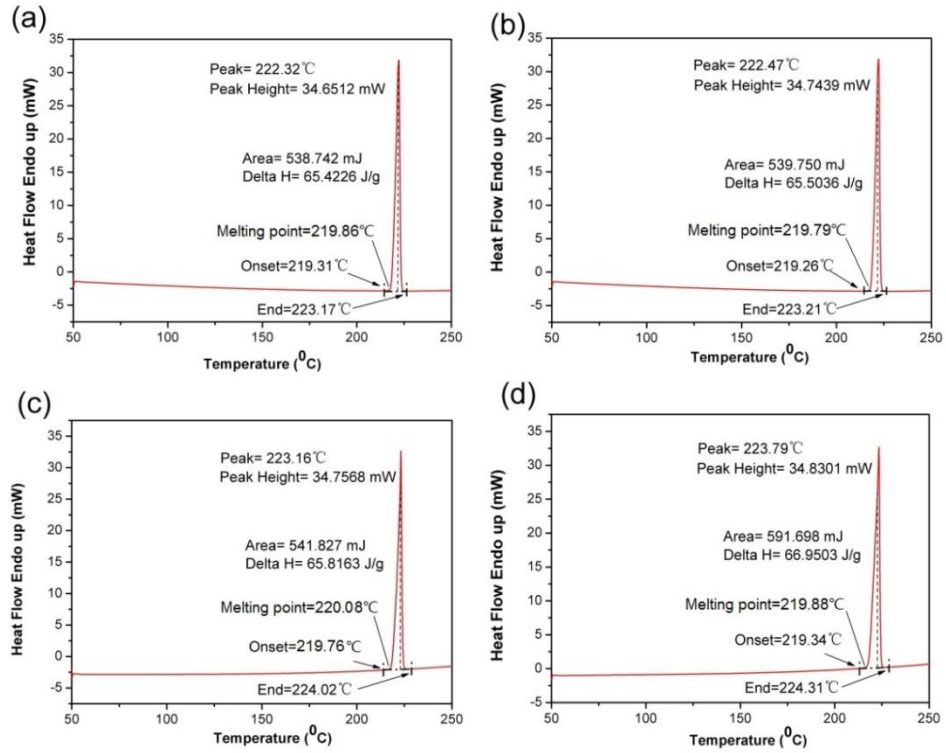 (a)
Heat Flow Endo up (mW)
35
30
25
20
15
10
5
0
-5
Peak= 222.32℃
Peak Height= 34.6512 mW
Area= 538.742 mJ
Delta H= 65.4226 J/g
Melting point=219.86℃
Onset=219.31℃
End=223.17℃
50 100 150 200 250
Temperature (⁰C)
(b)
Heat Flow Endo up (mW)
35
30
25
20
15
10
5
0
-5
Peak= 222.47℃
Peak Height= 34.7439 mW
Area= 539.750 mJ
Delta H= 65.5036 J/g
Melting point=219.79℃
Onset=219.26℃
End=223.21℃
50 100 150 200 250
Temperature (⁰C)
(c)
Heat Flow Endo up (mW)
35
30
25
20
15
10
5
0
-5
Peak= 223.16℃
Peak Height= 34.7568 mW
Area= 541.827 mJ
Delta H= 65.8163 J/g
Melting point=220.08℃
Onset=219.76℃
End=224.02℃
50 100 150 200 250
Temperature (⁰C)
(d)
Heat Flow Endo up (mW)
35
30
25
20
15
10
5
0
-5
Peak= 223.79℃
Peak Height= 34.8301 mW
Area= 591.698 mJ
Delta H= 66.9503 J/g
Melting point=219.88℃
Onset=219.34℃
End=224.31℃
50 100 150 200 250
Temperature (⁰C)